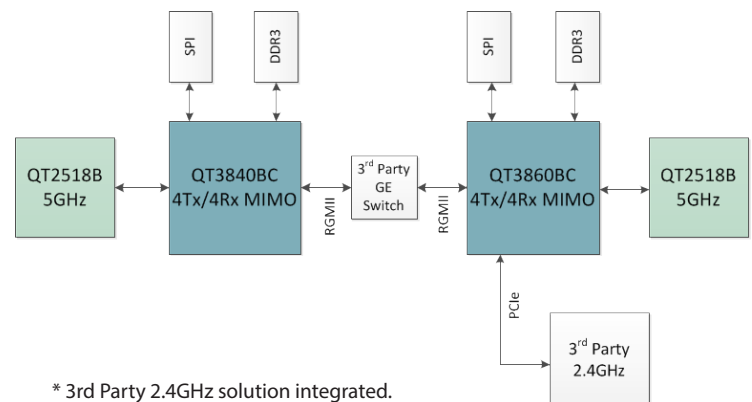 SPI
DDR3
SPI
DDR3
QT2518B
5GHz
QT3840BC
4Tx/4Rx MIMO
RGMII
3rd Party
GE
Switch
RGMII
QT3860BC
4Tx/4Rx MIMO
QT2518B
5GHz
PCIe
3rd Party
2.4GHz
* 3rd Party 2.4GHz solution integrated.